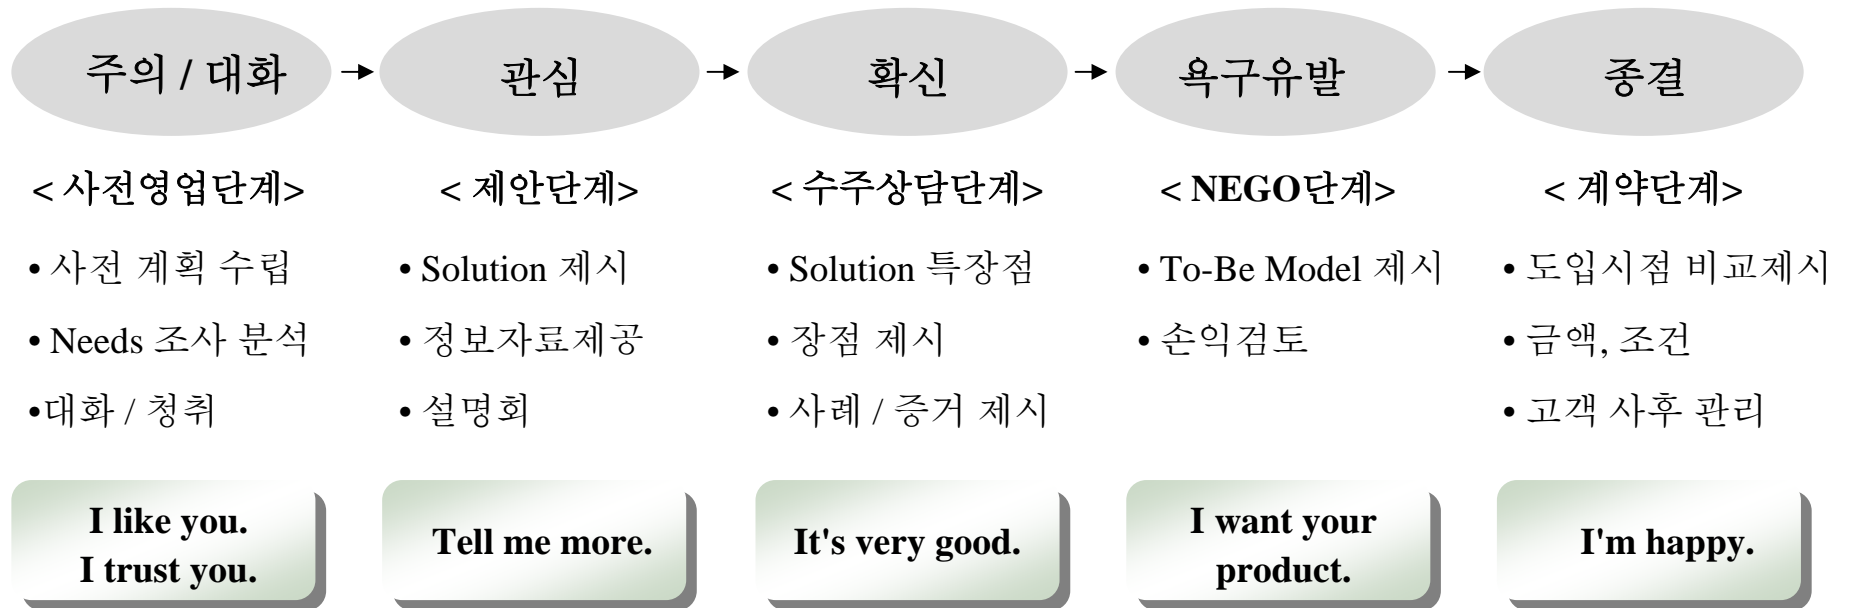 주의 / 대화
관심
확신
욕구유발
종결
< 사전영업단계>
< 제안단계>
< 수주상담단계>
< NEGO단계>
< 계약단계>
• 사전 계획 수립
• Solution 제시
• Solution 특장점
• To-Be Model 제시
• 도입시점 비교제시
• Needs 조사 분석
• 정보자료제공
• 장점 제시
• 손익검토
• 금액, 조건
•대화 / 청취
• 설명회
• 사례 / 증거 제시
• 고객 사후 관리
I like you.
I trust you.
Tell me more.
It's very good.
I want your
product.
I'm happy.